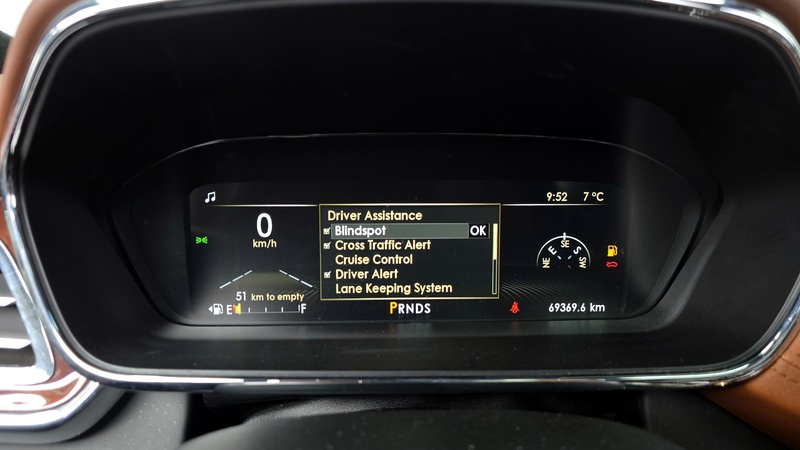 9:52 7 °C
Driver Assistance
Blindspot OK
Cross Traffic Alert
Cruise Control
Driver Alert
Lane Keeping System
0
km/h
NE E SE S SW
51 km to empty
E F
PRNDS
69369.6 km